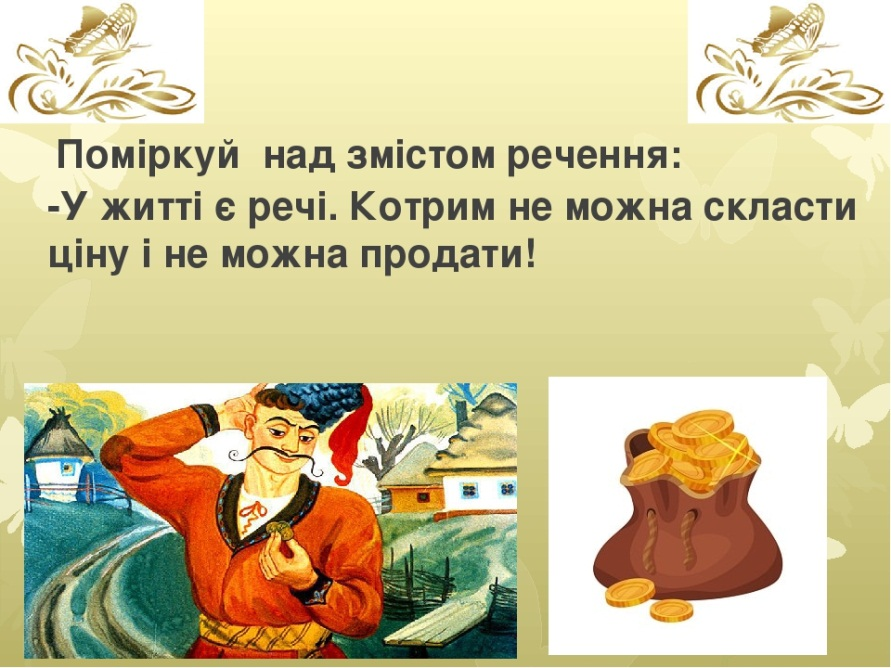 Поміркуй  над змістом речення:
-У житті є речі. Котрим не можна скласти
ціну і не можна продати!